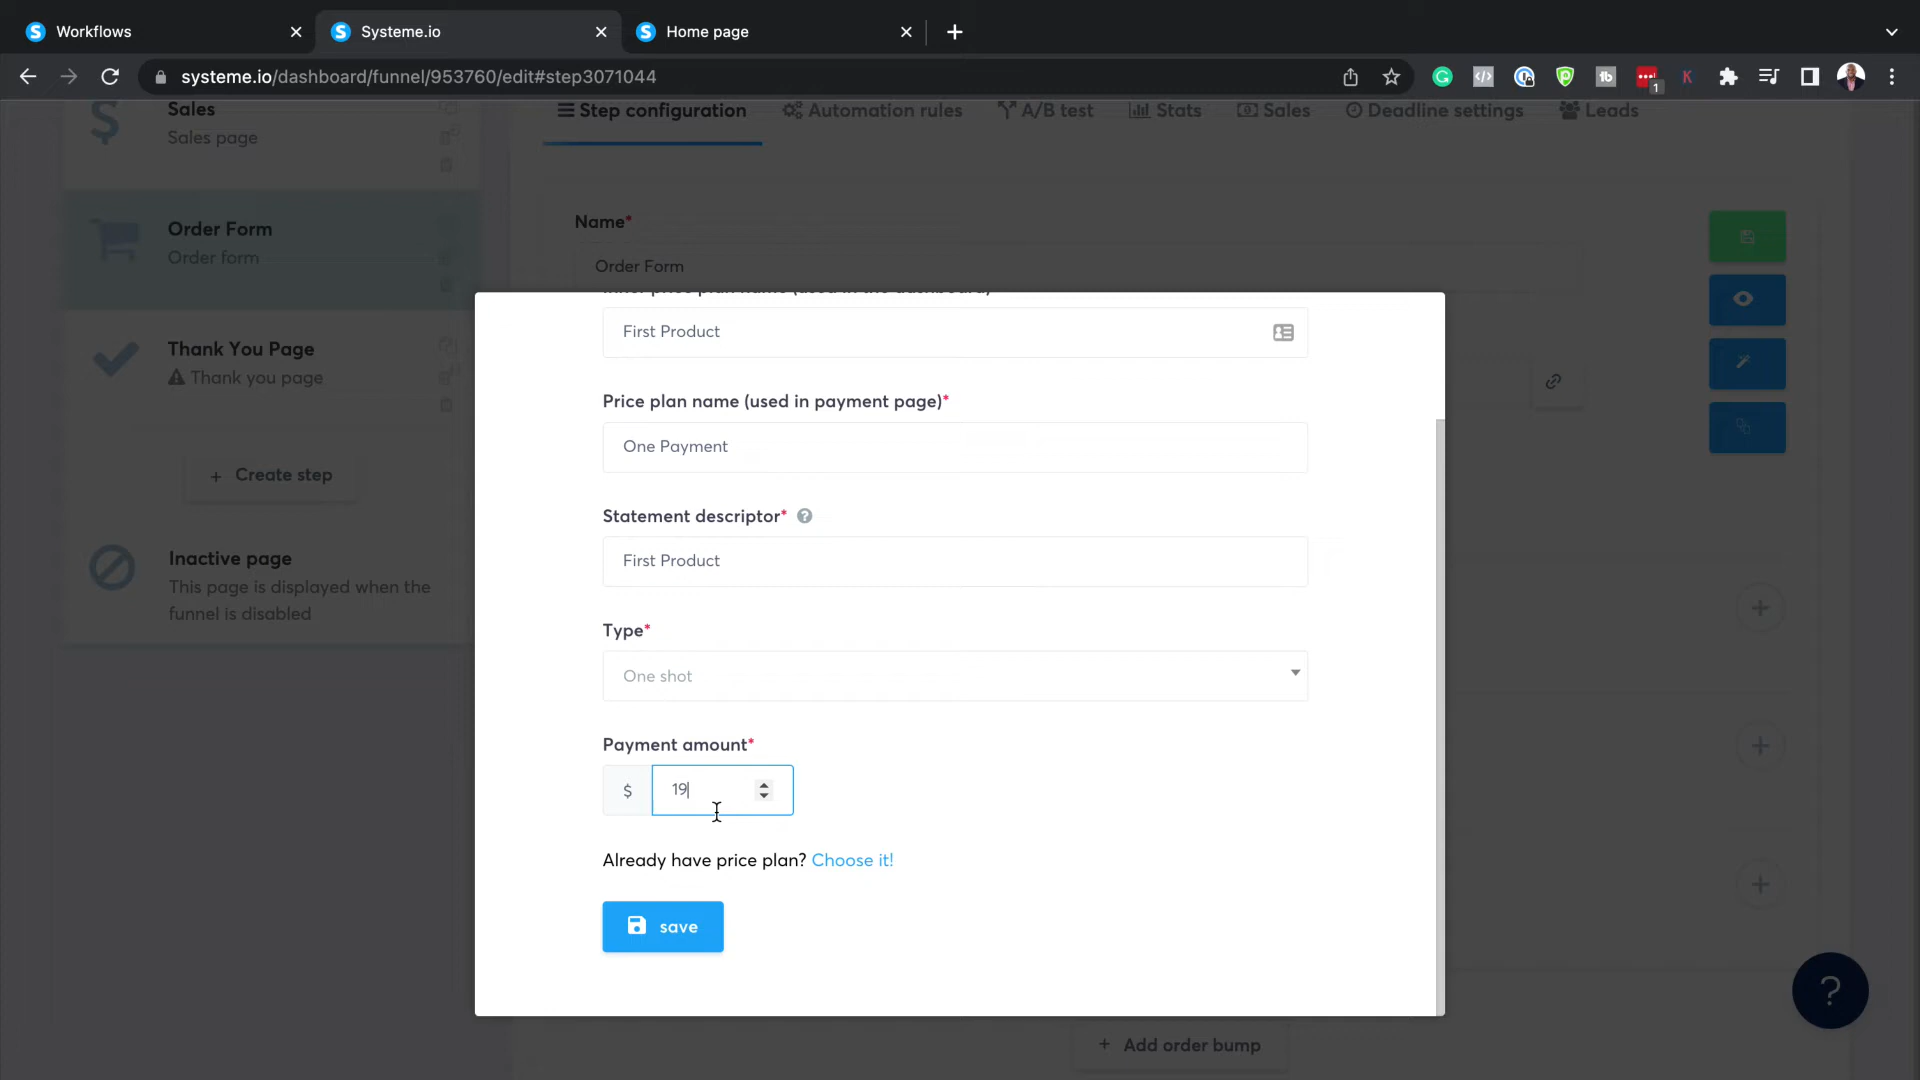 Workflows
Systeme.io
Home page
systeme.io/dashboard/funnel/953760/edit#step3071044
1
Sales
Sales page
Step configuration
Automation rules
A/B test
Stats
Sales
Deadline settings
Leads
Order Form
Order form
Name*
Order Form
Thank You Page
Thank you page
+ Create step
Inactive page
This page is displayed when the
funnel is disabled
Inner price plan name (used in the dashboard)
First Product
Price plan name (used in payment page)*
One Payment
Statement descriptor* ?
First Product
Type*
One shot
Payment amount*
$ 19
Already have price plan? Choose it!
save
+ Add order bump
?